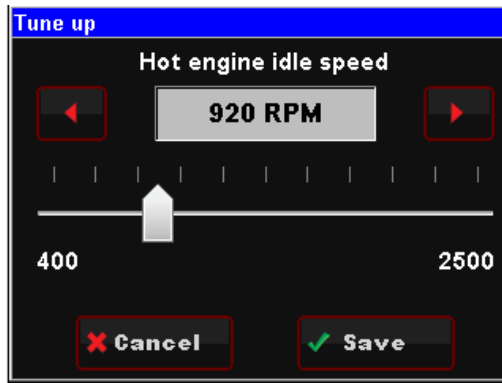 Tune up
Hot engine idle speed
920 RPM
400 2500
Cancel Save